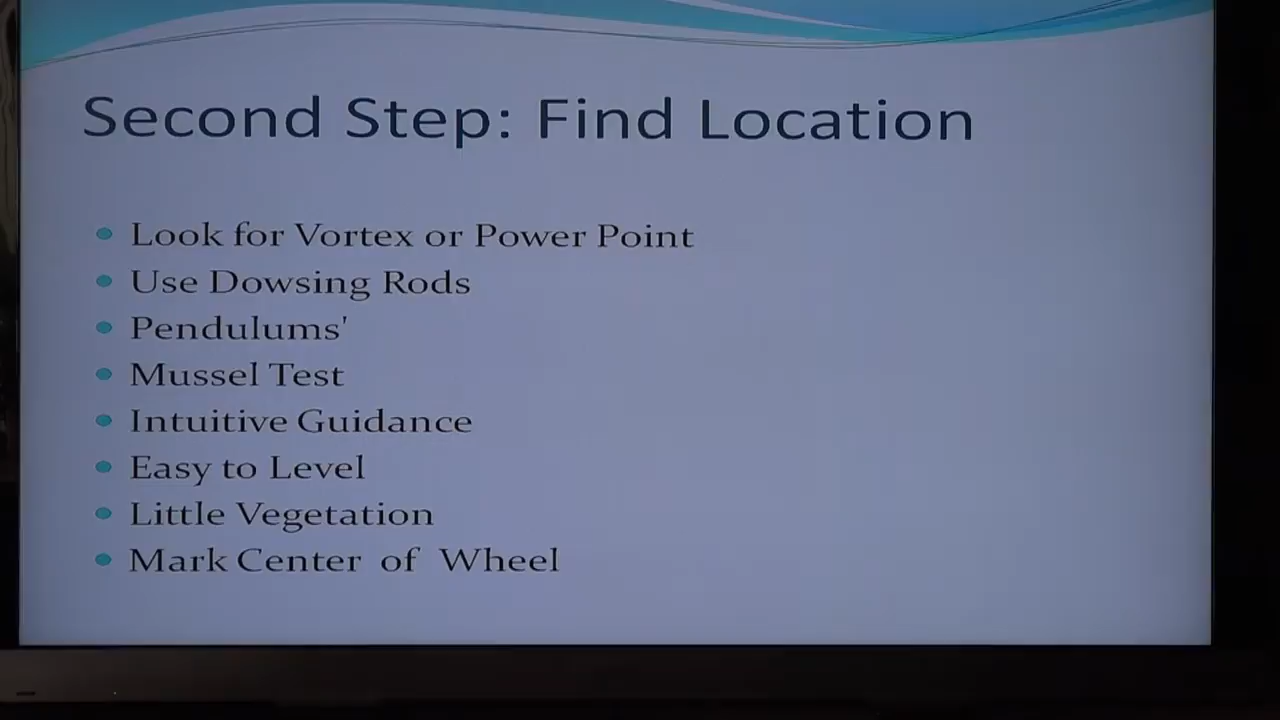 Second Step: Find Location
Look for Vortex or Power Point
Use Dowsing Rods
Pendulums'
Mussel Test
Intuitive Guidance
Easy to Level
Little Vegetation
Mark Center of Wheel